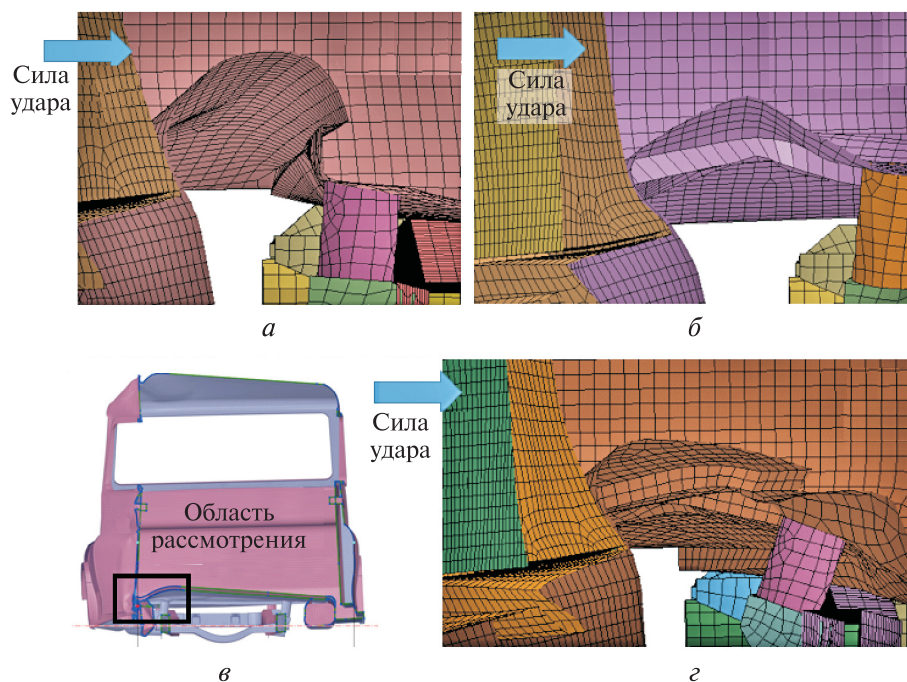 Сила
удара
Сила
удара
а
б
Область
рассмотрения
Сила
удара
в
г